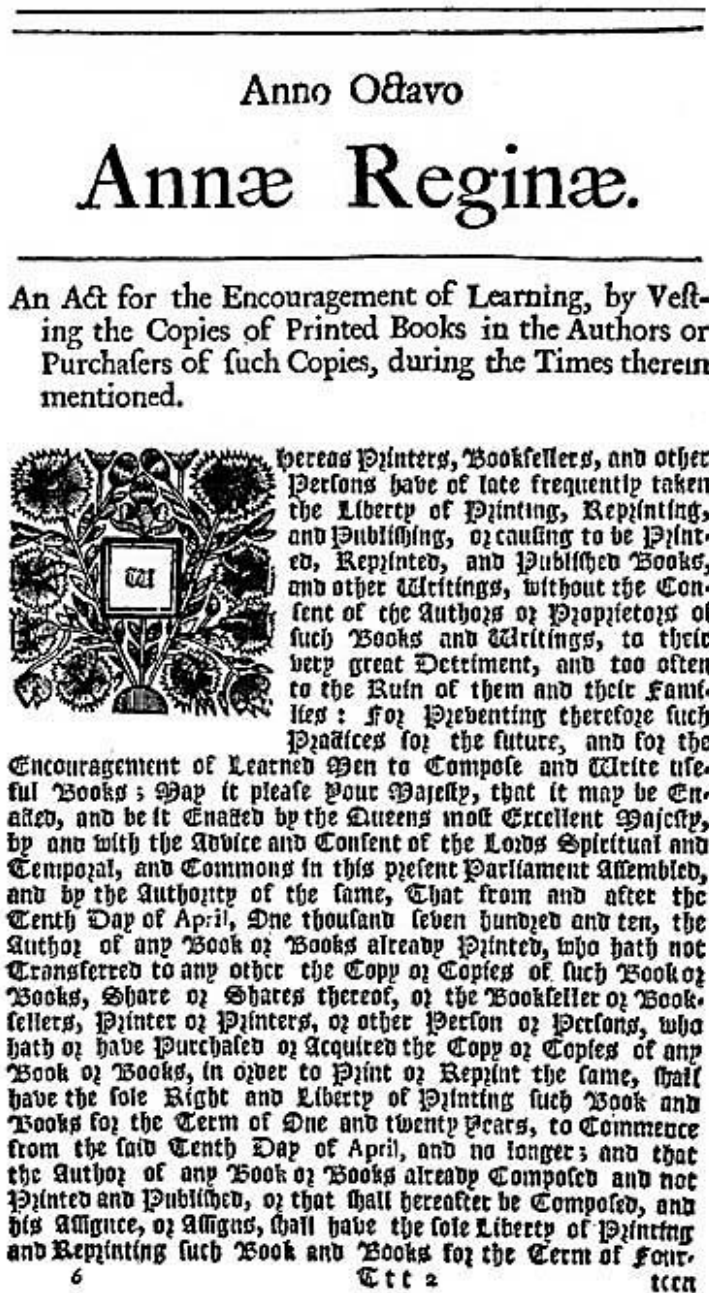 Anno Octavo
Annæ Reginæ.
An Act for the Encouragement of Learning, by Veſt-
ing the Copies of Printed Books in the Authors or
Purchaſers of ſuch Copies, during the Times therein
mentioned.
Whereas Printers, Bookſellers, and other
Perſons have of late frequently taken
the Liberty of Printing, Reprinting,
and Publiſhing, or cauſing to be Print-
ed, Reprinted, and Publiſhed Books,
and other Writings, without the Con-
ſent of the Authors or Proprietors of
ſuch Books and Writings, to their
very great Detriment, and too often
to the Ruin of them and their Fami-
lies: For Preventing therefore ſuch
Practices for the future, and for the
Encouragement of Learned Men to Compoſe and Write uſe-
ful Books; May it pleaſe Your Majeſty, that it may be En-
acted, and be it Enacted by the Queens moſt Excellent Majeſty,
by and with the Advice and Conſent of the Lords Spiritual and
Temporal, and Commons in this preſent Parliament Aſſembled,
and by the Authority of the ſame, That from and after the
Tenth Day of April, One thouſand ſeven hundred and ten, the
Author of any Book or Books already Printed, who hath not
Transferred to any other the Copy or Copies of ſuch Book or
Books, Share or Shares thereof, or the Bookſeller or Book-
ſellers, Printer or Printers, or other Perſon or Perſons, who
hath or have Purchaſed or Acquired the Copy or Copies of any
Book or Books, in order to Print or Reprint the ſame, ſhall
have the ſole Right and Liberty of Printing ſuch Book and
Books for the Term of One and twenty Years, to Commence
from the ſaid Tenth Day of April, and no longer; and that
the Author of any Book or Books already Compoſed and not
Printed and Publiſhed, or that ſhall hereafter be Compoſed, and
his Aſſignee, or Aſſigns, ſhall have the ſole Liberty of Printing
and Reprinting ſuch Book and Books for the Term of Four-
6 Ttt 2 teen